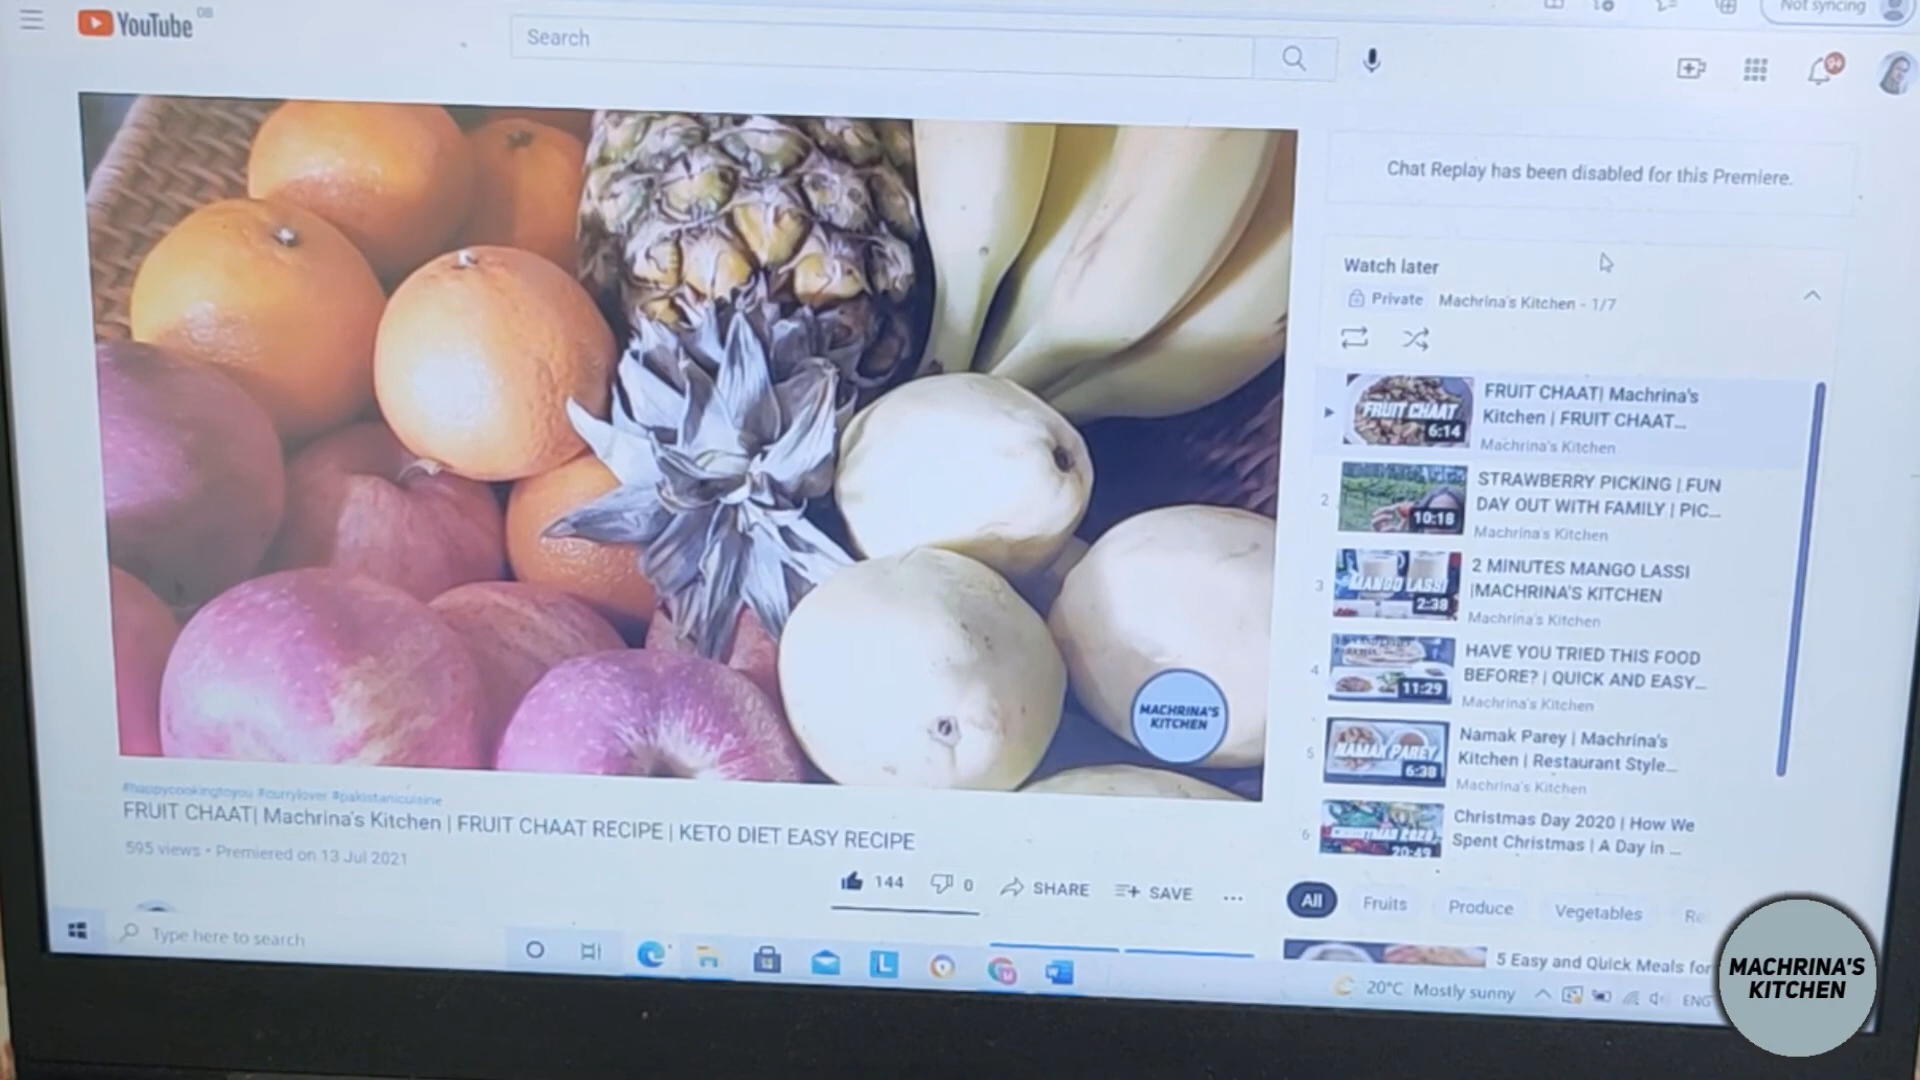 YouTube GB
Search
Not syncing
9+
Chat Replay has been disabled for this Premiere.
Watch later
Private Machrina's Kitchen - 1/7
FRUIT CHAAT
6:14
FRUIT CHAAT| Machrina's
Kitchen | FRUIT CHAAT...
Machrina's Kitchen
2
10:18
STRAWBERRY PICKING | FUN
DAY OUT WITH FAMILY | PIC...
Machrina's Kitchen
3
MANGO LASSI
2:38
2 MINUTES MANGO LASSI
|MACHRINA'S KITCHEN
Machrina's Kitchen
4
11:29
HAVE YOU TRIED THIS FOOD
BEFORE? | QUICK AND EASY...
Machrina's Kitchen
5
NAMAK PAREY
6:38
Namak Parey | Machrina's
Kitchen | Restaurant Style...
Machrina's Kitchen
6
20:49
Christmas Day 2020 | How We
Spent Christmas | A Day in ...
MACHRINA'S
KITCHEN
#happycookingtoyou #currylover #pakistanicuisine
FRUIT CHAAT| Machrina's Kitchen | FRUIT CHAAT RECIPE | KETO DIET EASY RECIPE
595 views • Premiered on 13 Jul 2021
144 0 SHARE SAVE ...
All Fruits Produce Vegetables Re
5 Easy and Quick Meals for
Type here to search
L
20°C Mostly sunny
ENG
MACHRINA'S
KITCHEN